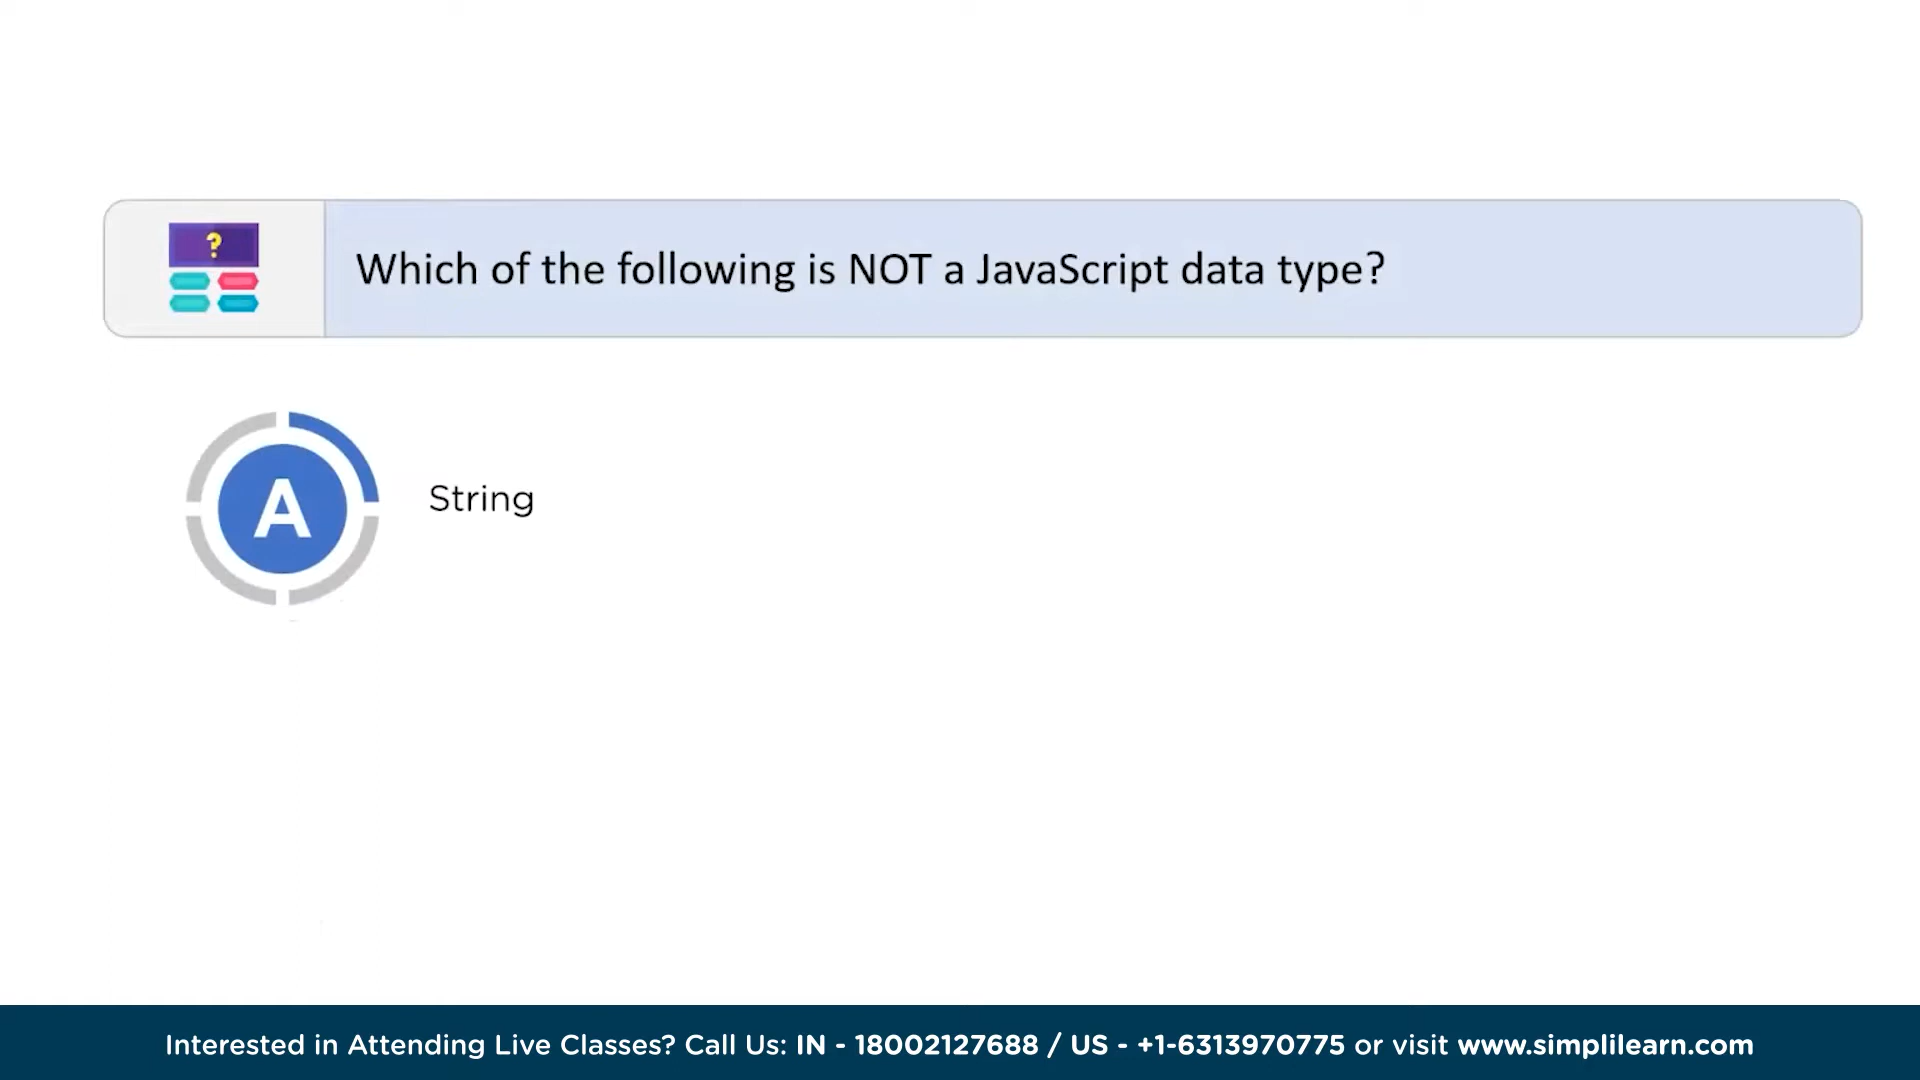 ?
Which of the following is NOT a JavaScript data type?
A
String
Interested in Attending Live Classes? Call Us: IN - 18002127688 / US - +1-6313970775 or visit www.simplilearn.com